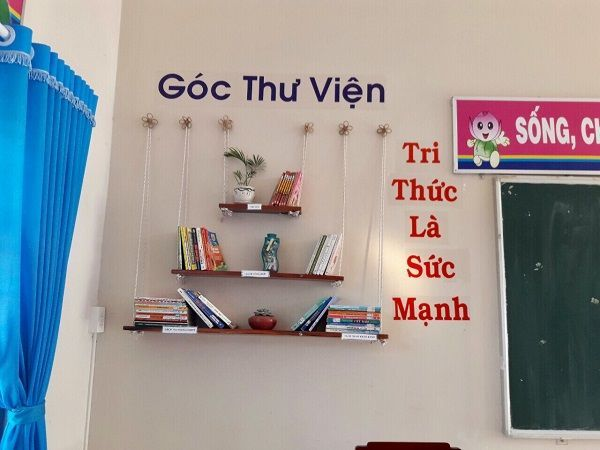 Góc Thư Viện
Tri
Thức
Là
Sức
Mạnh
SỐNG, CH